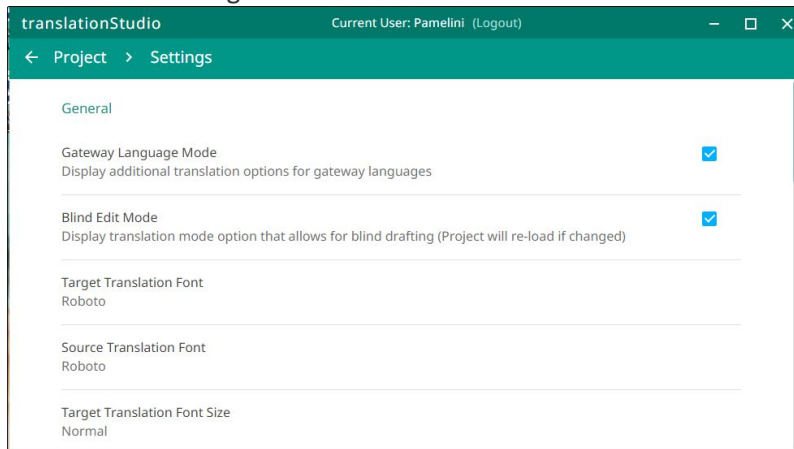 translationStudio Current User: Pamelini (Logout)
Project > Settings
General
Gateway Language Mode
Display additional translation options for gateway languages
Blind Edit Mode
Display translation mode option that allows for blind drafting (Project will re-load if changed)
Target Translation Font
Roboto
Source Translation Font
Roboto
Target Translation Font Size
Normal